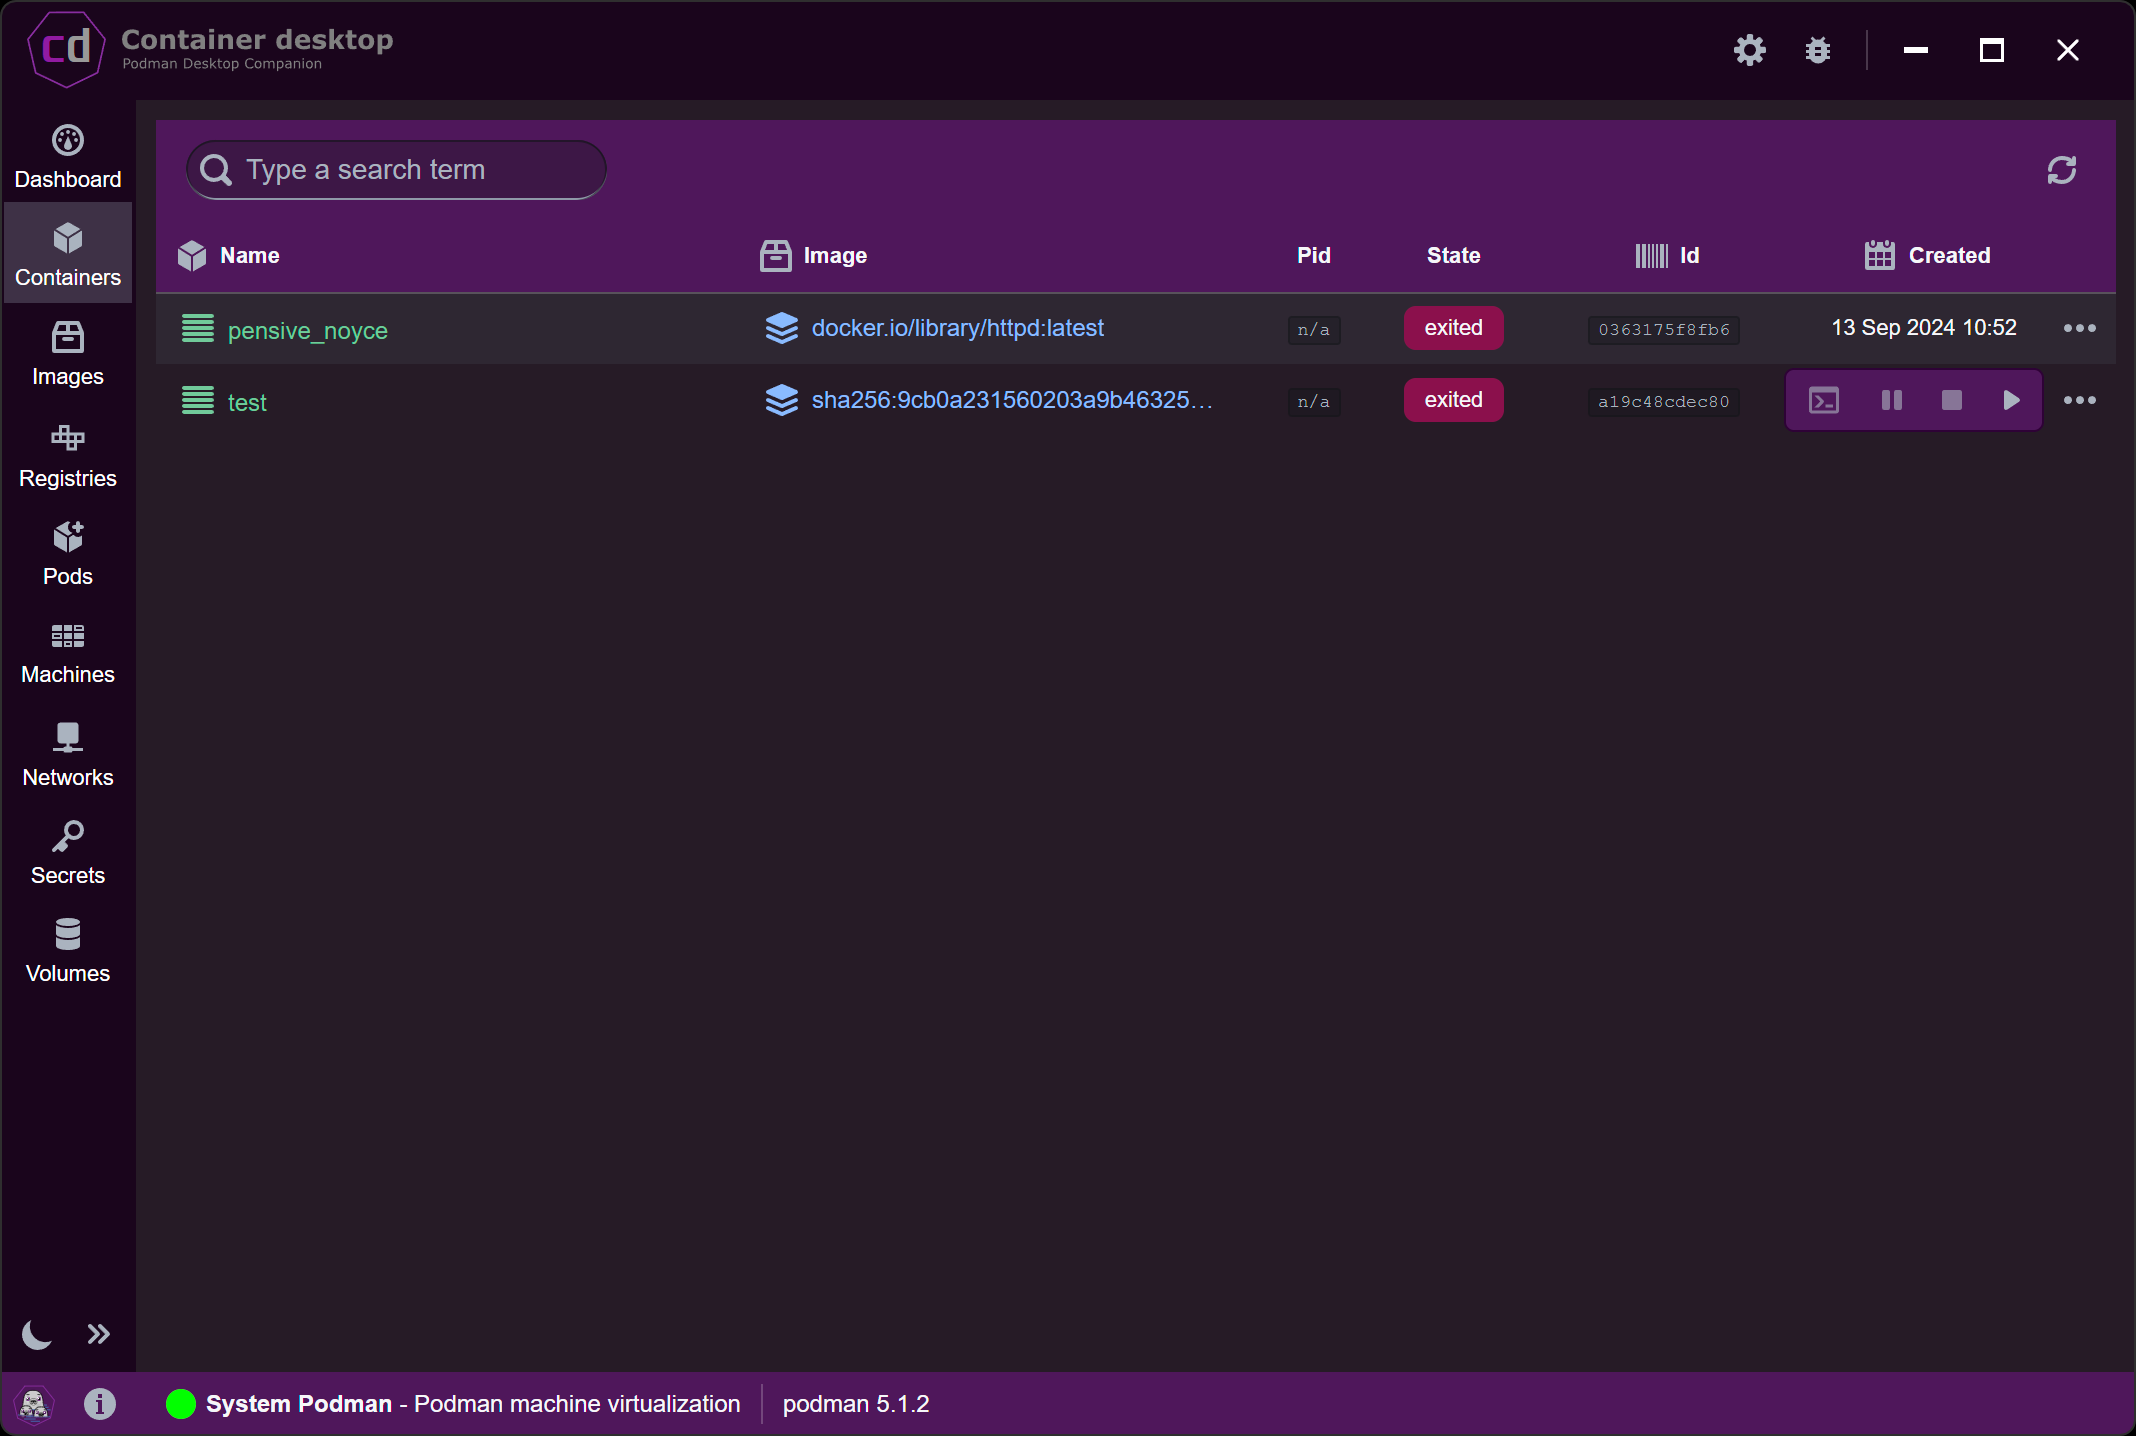 cd Container desktop
Podman Desktop Companion
Dashboard
Containers
Images
Registries
Pods
Machines
Networks
Secrets
Volumes
Type a search term
Name Image Pid State Id Created
pensive_noyce docker.io/library/httpd:latest n/a exited 0363175f8fb6 13 Sep 2024 10:52
test sha256:9cb0a231560203a9b46325... n/a exited a19c48cdec80
System Podman - Podman machine virtualization podman 5.1.2